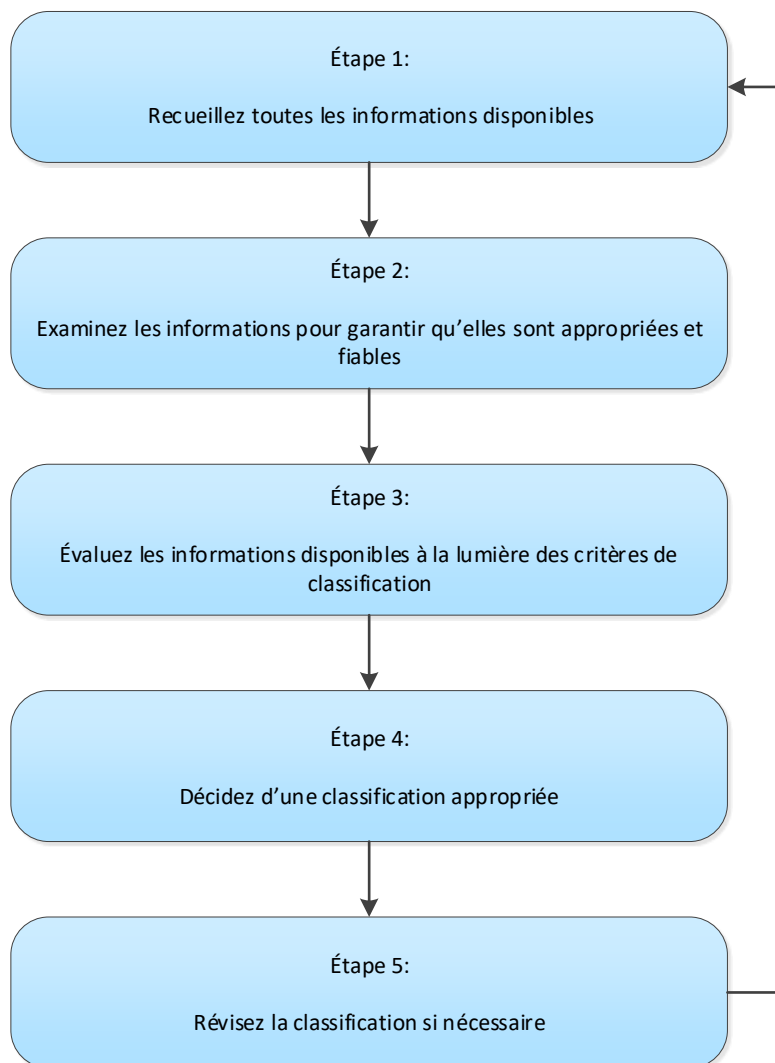 Étape 1:
Recueillez toutes les informations disponibles
Étape 2:
Examinez les informations pour garantir qu’elles sont appropriées et
fiables
Étape 3:
Évaluez les informations disponibles à la lumière des critères de
classification
Étape 4:
Décidez d’une classification appropriée
Étape 5:
Révisez la classification si nécessaire